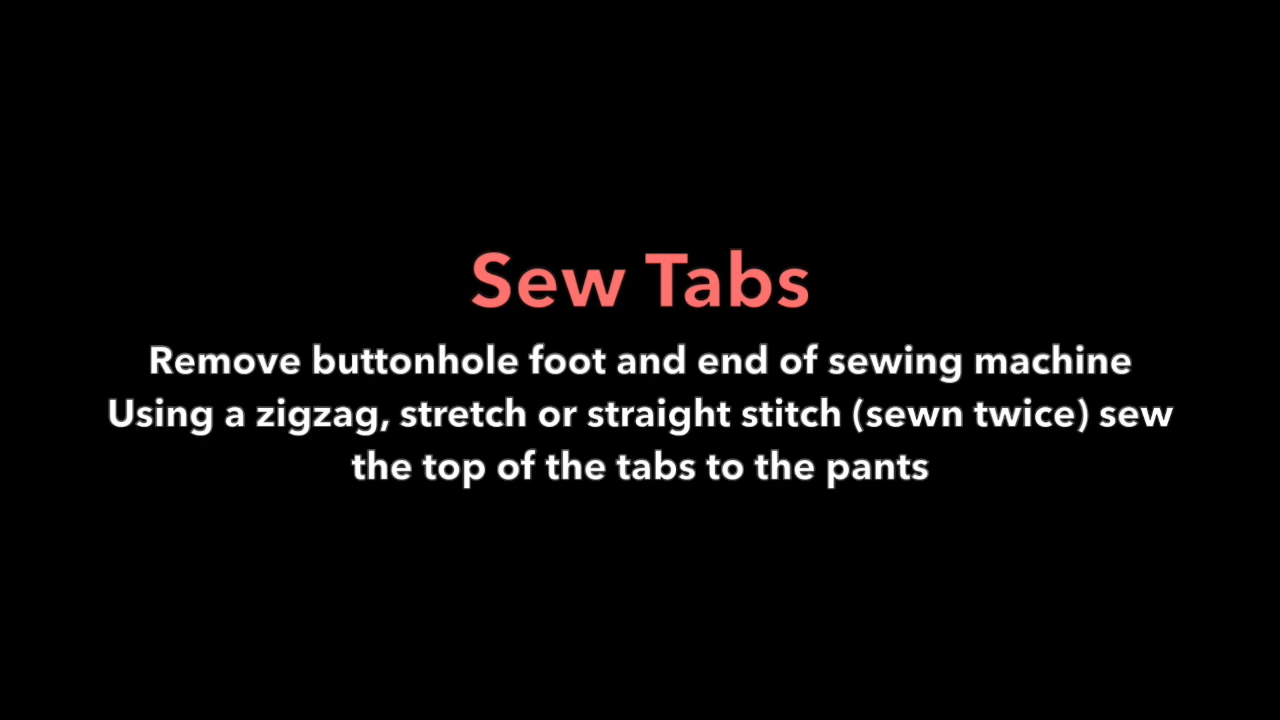 Sew Tabs
Remove buttonhole foot and end of sewing machine
Using a zigzag, stretch or straight stitch (sewn twice) sew
the top of the tabs to the pants